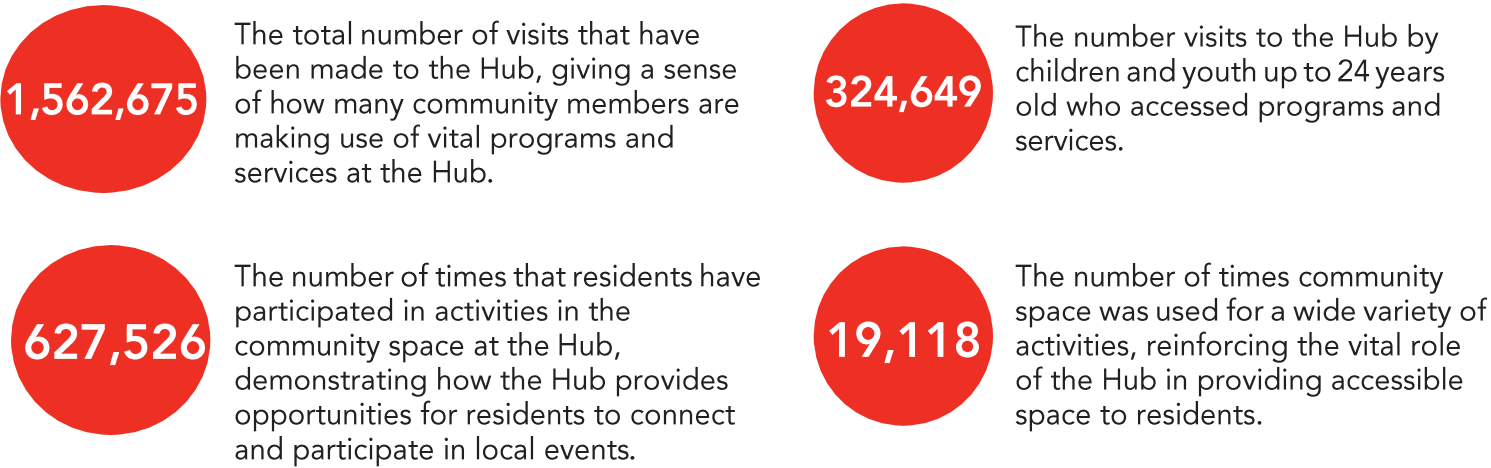 1,562,675
The total number of visits that have
been made to the Hub, giving a sense
of how many community members are
making use of vital programs and
services at the Hub.
324,649
The number visits to the Hub by
children and youth up to 24 years
old who accessed programs and
services.
627,526
The number of times that residents have
participated in activities in the
community space at the Hub,
demonstrating how the Hub provides
opportunities for residents to connect
and participate in local events.
19,118
The number of times community
space was used for a wide variety of
activities, reinforcing the vital role
of the Hub in providing accessible
space to residents.